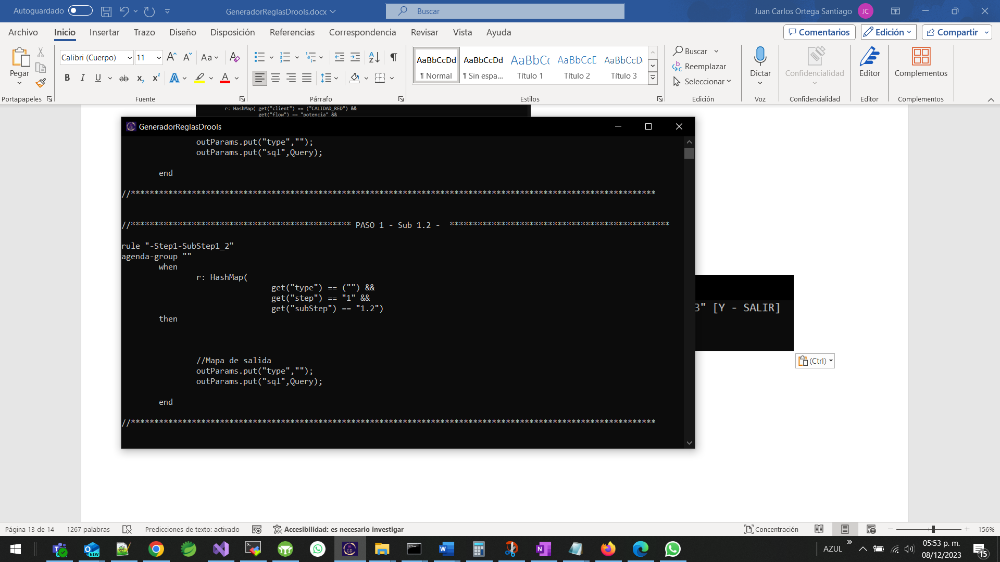 Autoguardado
GeneradorReglasDrools.docx
Buscar
Juan Carlos Ortega Santiago
JC
Archivo
Inicio
Insertar
Trazo
Diseño
Disposición
Referencias
Correspondencia
Revisar
Vista
Ayuda
Comentarios
Edición
Compartir
Pegar
Portapapeles
Calibri (Cuerpo)
11
Fuente
Párrafo
AaBbCcDd
¶ Normal
AaBbCcDd
¶ Sin espa...
AaBbCc
Título 1
AaBbCcD
Título 2
AaBbCcDd
Título 3
Estilos
Buscar
Reemplazar
Seleccionar
Edición
Dictar
Voz
Confidencialidad
Confidencialidad
Editor
Editor
Complementos
Complementos
r: HashMap( get("client") == ("CALIDAD_RED") &&
get("flow") == "potencia" &&
GeneradorReglasDrools
outParams.put("type","");
outParams.put("sql",Query);
end
//****************************************************************************************************************
//*********************************************** PASO 1 - Sub 1.2 -  ***********************************************
rule "-Step1-SubStep1_2"
agenda-group ""
when
r: HashMap(
get("type") == ("") &&
get("step") == "1" &&
get("subStep") == "1.2")
then
//Mapa de salida
outParams.put("type","");
outParams.put("sql",Query);
end
//****************************************************************************************************************
" [Y - SALIR]
(Ctrl)
Página 13 de 14
1267 palabras
Predicciones de texto: activado
Accesibilidad: es necesario investigar
Concentración
156%
AZUL
05:53 p. m.
08/12/2023
15